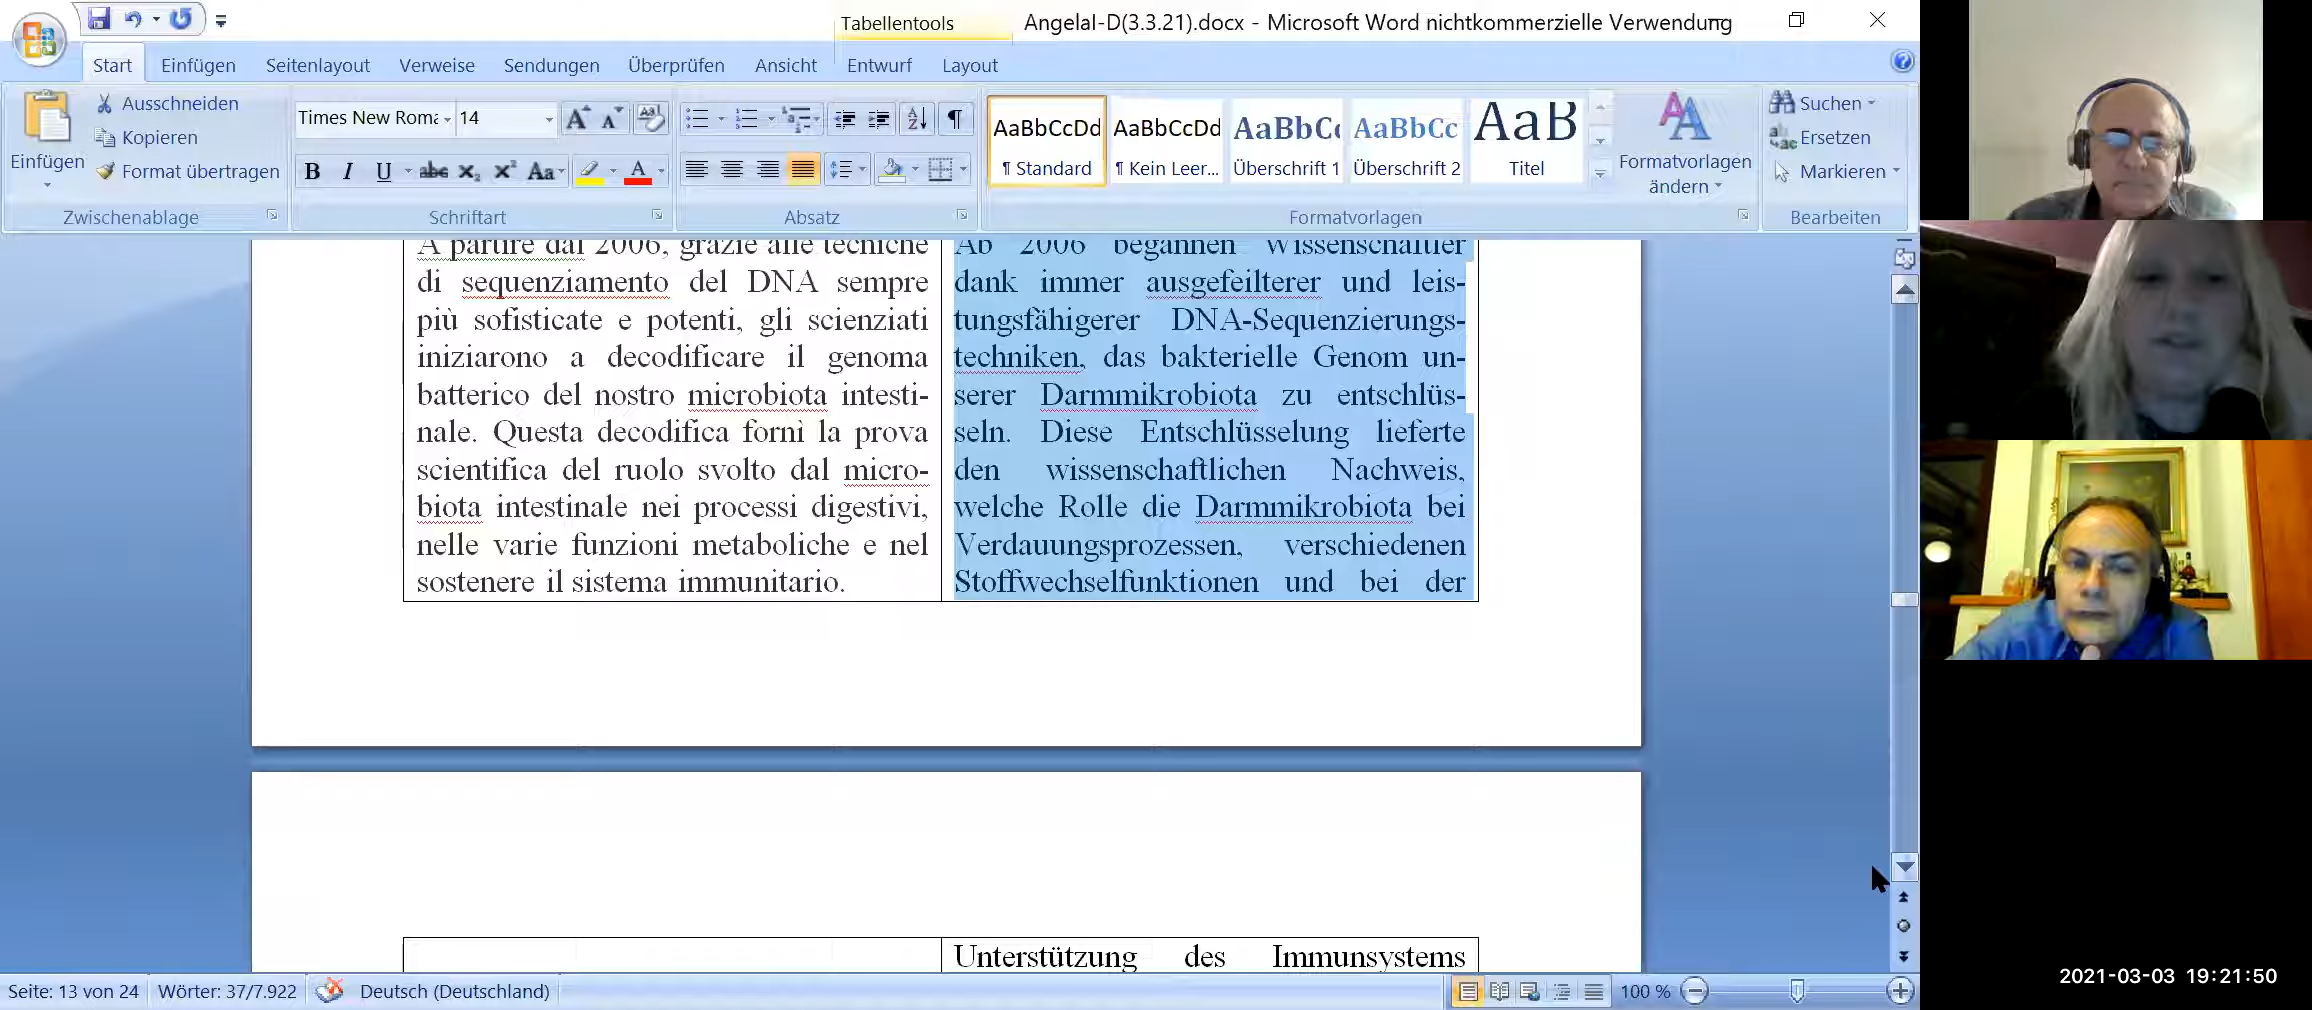 Tabellentools
AngelaI-D(3.3.21).docx - Microsoft Word nichtkommerzielle Verwendung
Start Einfügen Seitenlayout Verweise Sendungen Überprüfen Ansicht Entwurf Layout
Einfügen
Ausschneiden
Kopieren
Format übertragen
Zwischenablage
Times New Roma 14
Schriftart
Absatz
AaBbCcDd AaBbCcDd AaBbCc AaBbCc AaB
¶ Standard ¶ Kein Leer... Überschrift 1 Überschrift 2 Titel
Formatvorlagen
ändern
Formatvorlagen
Suchen
Ersetzen
Markieren
Bearbeiten
A partire dal 2006, grazie alle tecniche
di sequenziamento del DNA sempre
più sofisticate e potenti, gli scienziati
iniziarono a decodificare il genoma
batterico del nostro microbiota intesti-
nale. Questa decodifica fornì la prova
scientifica del ruolo svolto dal micro-
biota intestinale nei processi digestivi,
nelle varie funzioni metaboliche e nel
sostenere il sistema immunitario.
Ab 2006 begannen Wissenschaftler
dank immer ausgefeilterer und leis-
tungsfähigerer DNA-Sequenzierungs-
techniken, das bakterielle Genom un-
serer Darmmikrobiota zu entschlüs-
seln. Diese Entschlüsselung lieferte
den wissenschaftlichen Nachweis,
welche Rolle die Darmmikrobiota bei
Verdauungsprozessen, verschiedenen
Stoffwechselfunktionen und bei der
Unterstützung des Immunsystems
Seite: 13 von 24 Wörter: 37/7.922 Deutsch (Deutschland) 100 %
2021-03-03 19:21:50